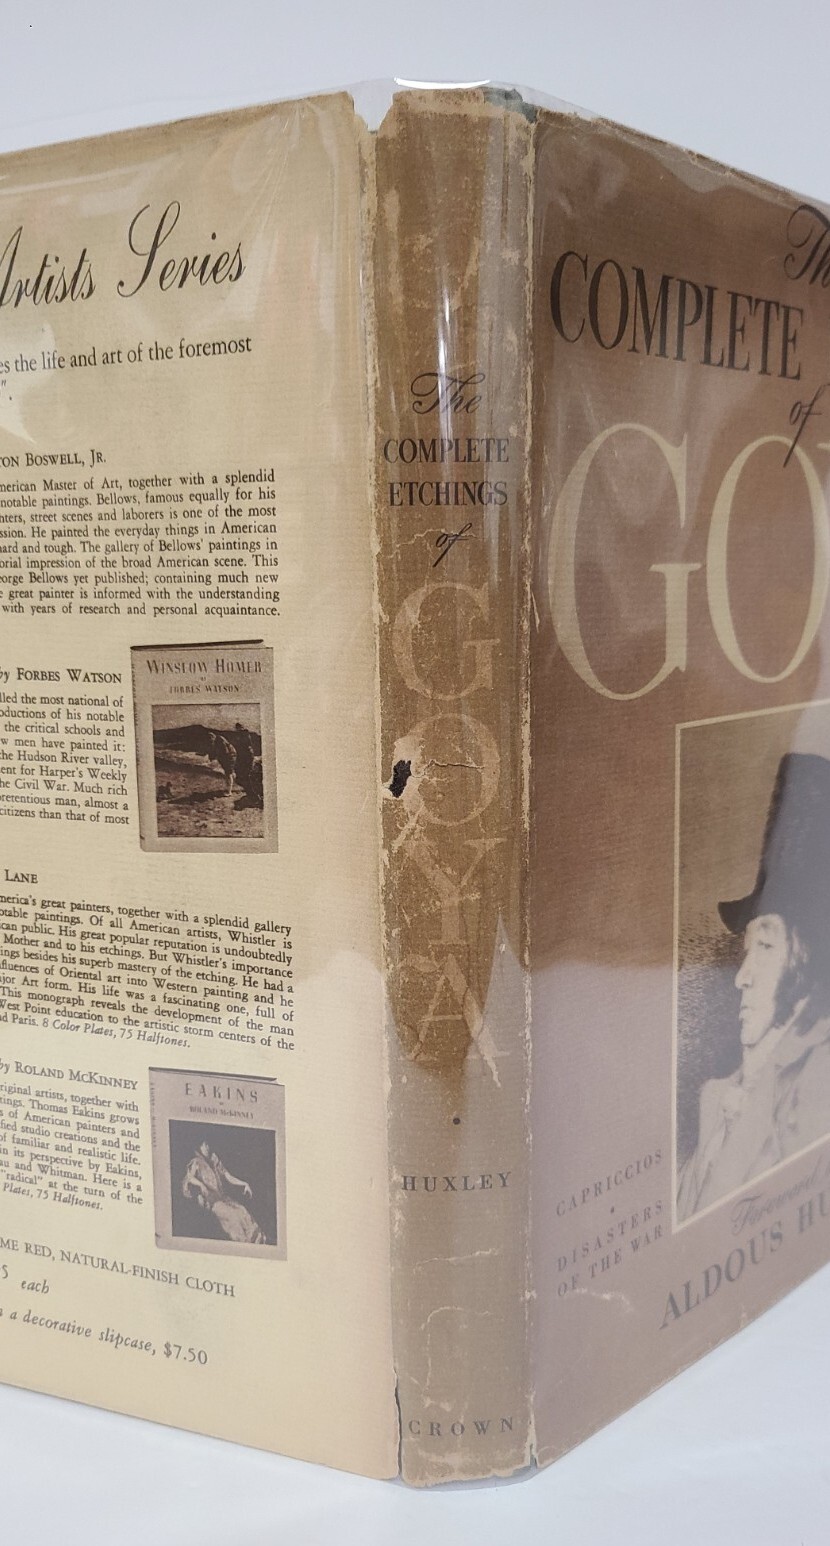 Artists Series
es the life and art of the foremost
".
TON BOSWELL, JR.
merican Master of Art, together with a splendid
notable paintings. Bellows, famous equally for his
nters, street scenes and laborers is one of the most
ssion. He painted the everyday things in American
hard and tough. The gallery of Bellows' paintings in
orial impression of the broad American scene. This
orge Bellows yet published; containing much new
e great painter is informed with the understanding
with years of research and personal acquaintance.
by FORBES WATSON
lled the most national of
oductions of his notable
the critical schools and
w men have painted it:
the Hudson River valley,
ent for Harper's Weekly
he Civil War. Much rich
retentious man, almost a
citizens than that of most
WINSLOW HOMER
BY
FORBES WATSON
LANE
merica's great painters, together with a splendid gallery
otable paintings. Of all American artists, Whistler is
can public. His great popular reputation is undoubtedly
Mother and to his etchings. But Whistler's importance
ings besides his superb mastery of the etching. He had a
fluences of Oriental art into Western painting and he
jor Art form. His life was a fascinating one, full of
This monograph reveals the development of the man
West Point education to the artistic storm centers of the
d Paris. 8 Color Plates, 75 Halftones.
by ROLAND MCKINNEY
riginal artists, together with
tings. Thomas Eakins grows
s of American painters and
fied studio creations and the
of familiar and realistic life.
in its perspective by Eakins,
au and Whitman. Here is a
"radical" at the turn of the
Plates, 75 Halftones.
EAKINS
ROLAND McKINNEY
ME RED, NATURAL-FINISH CLOTH
5 each
a decorative slipcase, $7.50
The
COMPLETE
ETCHINGS
of
GOYA
HUXLEY
CROWN
The
COMPLETE
of
GOY
CAPRICCIOS
DISASTERS
OF THE WAR
Foreword
ALDOUS HU